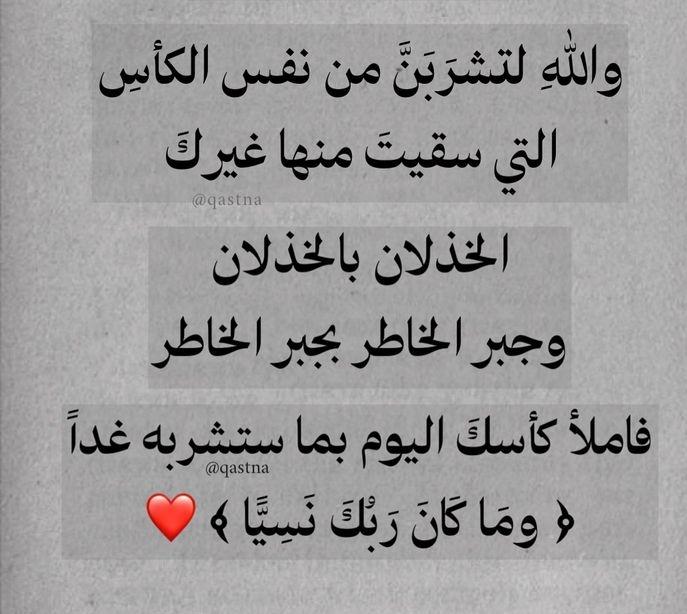 واللهِ لتشرَبَنَّ من نفس الكأسِ
التي سقيتَ منها غيركَ
@qastna
الخذلان بالخذلان
وجبر الخاطر بجبر الخاطر
فاملأ كأسكَ اليوم بما ستشربه غداً
@qastna
﴿ ومَا كَانَ رَبُّكَ نَسِيًّا ﴾ ❤️